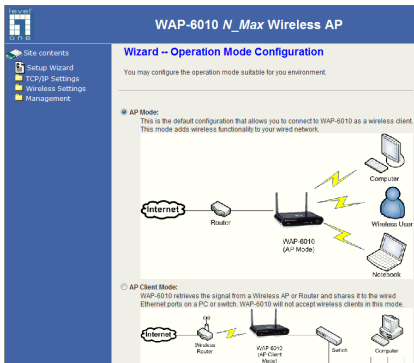 level
one
WAP-6010 N_Max Wireless AP
Site contents
Setup Wizard
TCP/IP Settings
Wireless Settings
Management
Wizard -- Operation Mode Configuration
You may configure the operation mode suitable for you environment.
AP Mode:
This is the default configuration that allows you to connect to WAP-6010 as a wireless client.
This mode adds wireless functionality to your wired network.
Internet
Router
WAP-6010
(AP Mode)
Computer
Wireless User
Notebook
AP Client Mode:
WAP-6010 retrieves the signal from a Wireless AP or Router and shares it to the wired
Ethernet ports on a PC or switch. WAP-6010 will not accept wireless clients in this mode.
Internet
Wireless
Router
WAP-6010
(AP Client
Mode)
Switch
Computer